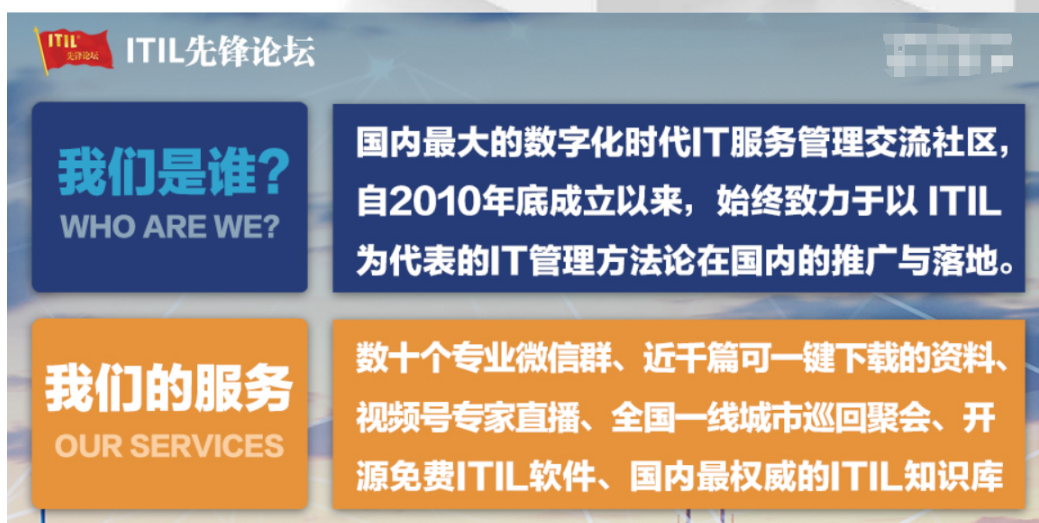 ITIL
先锋论坛
ITIL先锋论坛
我们是谁?
WHO ARE WE?
国内最大的数字化时代IT服务管理交流社区，
自2010年底成立以来，始终致力于以 ITIL
为代表的IT管理方法论在国内的推广与落地。
我们的服务
OUR SERVICES
数十个专业微信群、近千篇可一键下载的资料、
视频号专家直播、全国一线城市巡回聚会、开
源免费ITIL软件、国内最权威的ITIL知识库